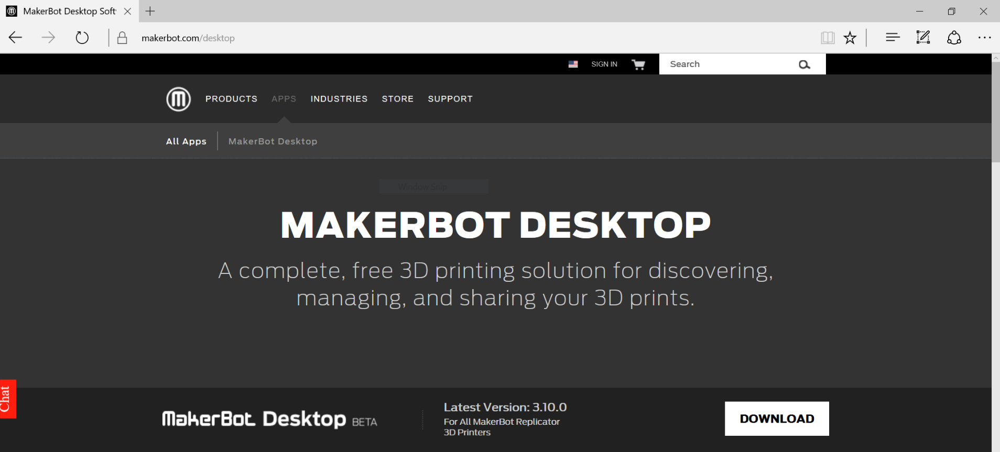 MakerBot Desktop Soft
makerbot.com/desktop
SIGN IN
Search
PRODUCTS APPS INDUSTRIES STORE SUPPORT
All Apps MakerBot Desktop
Window Snip
MAKERBOT DESKTOP
A complete, free 3D printing solution for discovering,
managing, and sharing your 3D prints.
Chat
MakerBot Desktop BETA
Latest Version: 3.10.0
For All MakerBot Replicator
3D Printers
DOWNLOAD